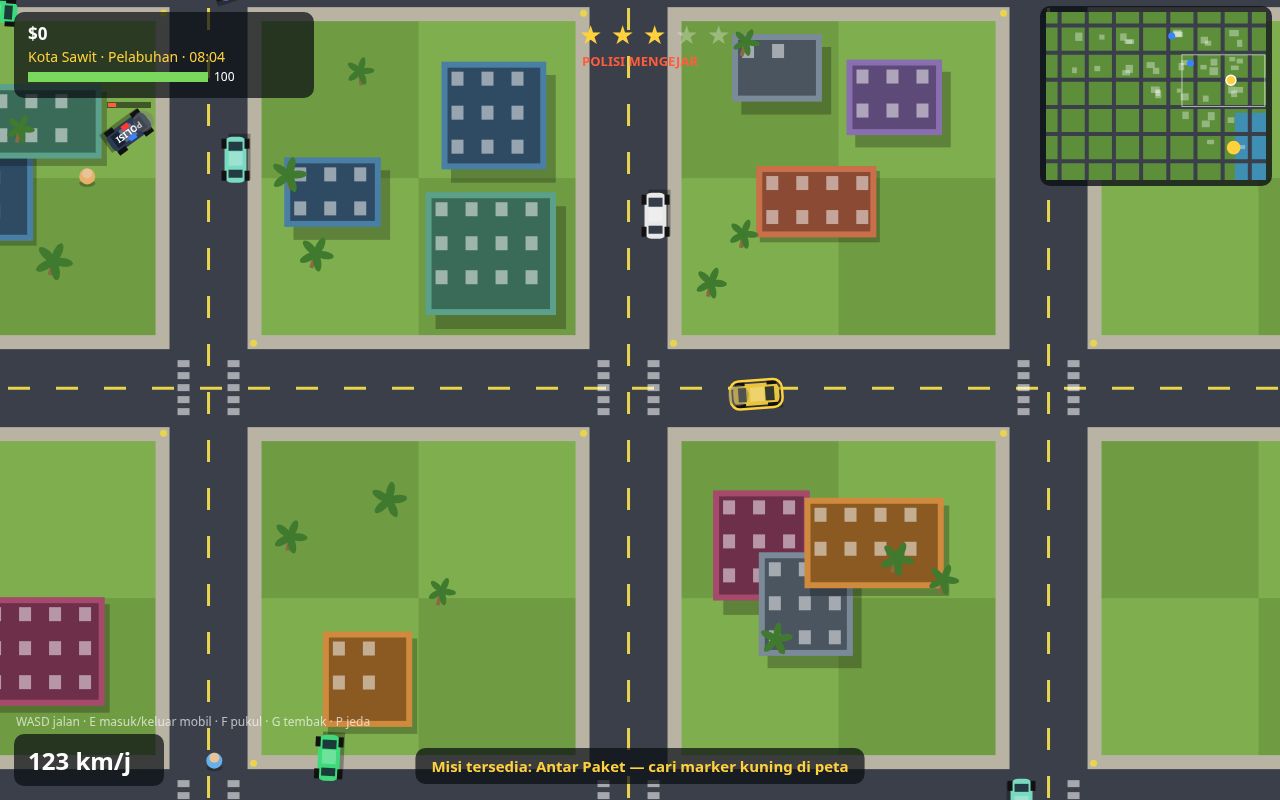 $0
Kota Sawit · Pelabuhan · 08:04
100
POLISI MENGEJAR
POLISI
WASD jalan · E masuk/keluar mobil · F pukul · G tembak · P jeda
123 km/j
Misi tersedia: Antar Paket — cari marker kuning di peta